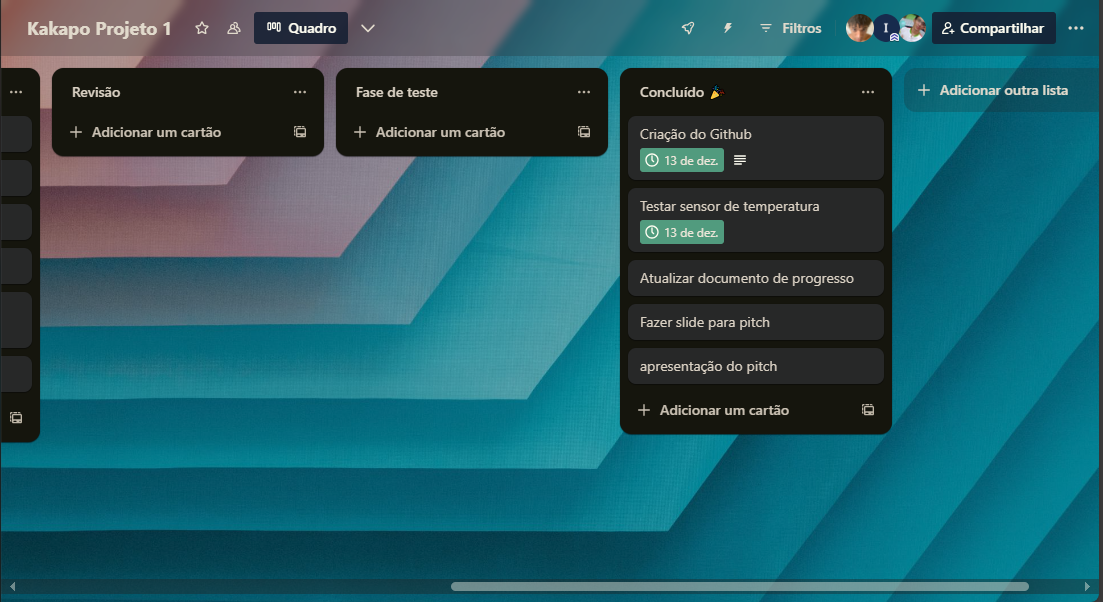 Kakapo Projeto 1
Quadro
Filtros
I
Compartilhar
Revisão
Adicionar um cartão
Fase de teste
Adicionar um cartão
Concluído 🎉
Criação do Github
13 de dez.
Testar sensor de temperatura
13 de dez.
Atualizar documento de progresso
Fazer slide para pitch
apresentação do pitch
Adicionar um cartão
Adicionar outra lista